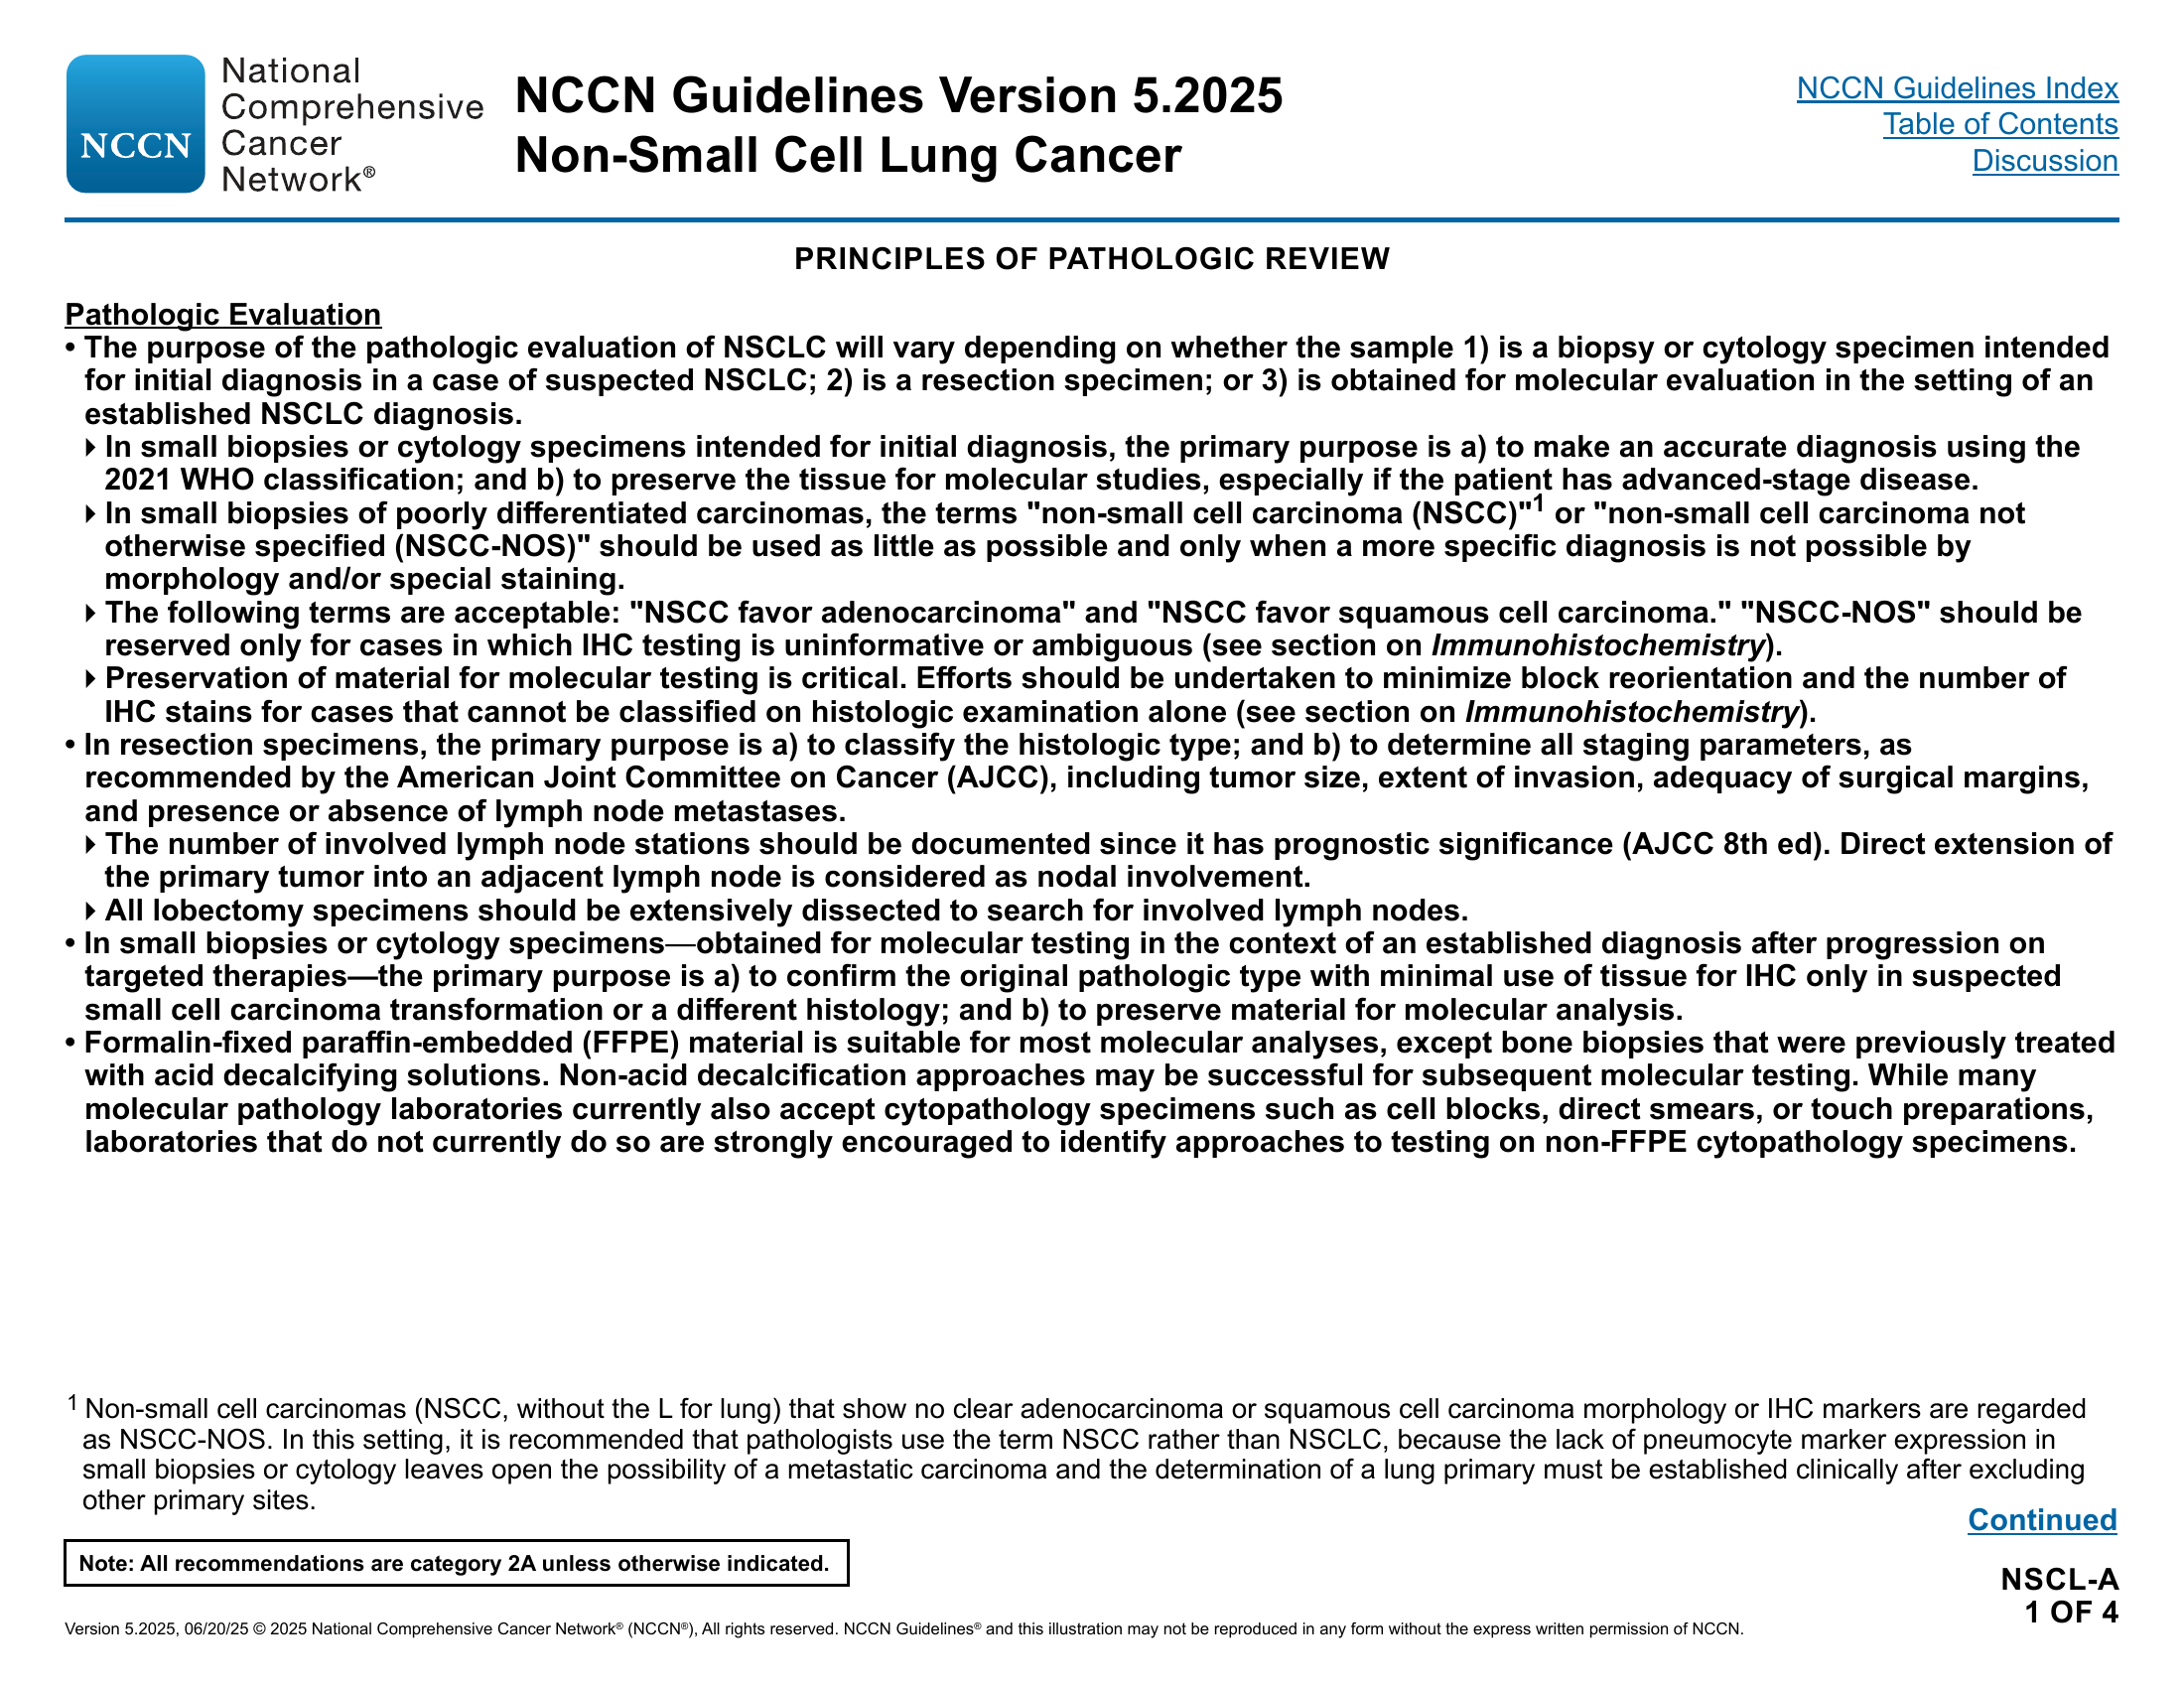 NCCN
National
Comprehensive
Cancer
Network®
NCCN Guidelines Version 5.2025
Non-Small Cell Lung Cancer
NCCN Guidelines Index
Table of Contents
Discussion
PRINCIPLES OF PATHOLOGIC REVIEW
Pathologic Evaluation
• The purpose of the pathologic evaluation of NSCLC will vary depending on whether the sample 1) is a biopsy or cytology specimen intended
for initial diagnosis in a case of suspected NSCLC; 2) is a resection specimen; or 3) is obtained for molecular evaluation in the setting of an
established NSCLC diagnosis.
▸ In small biopsies or cytology specimens intended for initial diagnosis, the primary purpose is a) to make an accurate diagnosis using the
2021 WHO classification; and b) to preserve the tissue for molecular studies, especially if the patient has advanced-stage disease.
▸ In small biopsies of poorly differentiated carcinomas, the terms "non-small cell carcinoma (NSCC)"¹ or "non-small cell carcinoma not
otherwise specified (NSCC-NOS)" should be used as little as possible and only when a more specific diagnosis is not possible by
morphology and/or special staining.
▸ The following terms are acceptable: "NSCC favor adenocarcinoma" and "NSCC favor squamous cell carcinoma." "NSCC-NOS" should be
reserved only for cases in which IHC testing is uninformative or ambiguous (see section on Immunohistochemistry).
▸ Preservation of material for molecular testing is critical. Efforts should be undertaken to minimize block reorientation and the number of
IHC stains for cases that cannot be classified on histologic examination alone (see section on Immunohistochemistry).
• In resection specimens, the primary purpose is a) to classify the histologic type; and b) to determine all staging parameters, as
recommended by the American Joint Committee on Cancer (AJCC), including tumor size, extent of invasion, adequacy of surgical margins,
and presence or absence of lymph node metastases.
▸ The number of involved lymph node stations should be documented since it has prognostic significance (AJCC 8th ed). Direct extension of
the primary tumor into an adjacent lymph node is considered as nodal involvement.
▸ All lobectomy specimens should be extensively dissected to search for involved lymph nodes.
• In small biopsies or cytology specimens—obtained for molecular testing in the context of an established diagnosis after progression on
targeted therapies—the primary purpose is a) to confirm the original pathologic type with minimal use of tissue for IHC only in suspected
small cell carcinoma transformation or a different histology; and b) to preserve material for molecular analysis.
• Formalin-fixed paraffin-embedded (FFPE) material is suitable for most molecular analyses, except bone biopsies that were previously treated
with acid decalcifying solutions. Non-acid decalcification approaches may be successful for subsequent molecular testing. While many
molecular pathology laboratories currently also accept cytopathology specimens such as cell blocks, direct smears, or touch preparations,
laboratories that do not currently do so are strongly encouraged to identify approaches to testing on non-FFPE cytopathology specimens.
¹ Non-small cell carcinomas (NSCC, without the L for lung) that show no clear adenocarcinoma or squamous cell carcinoma morphology or IHC markers are regarded
as NSCC-NOS. In this setting, it is recommended that pathologists use the term NSCC rather than NSCLC, because the lack of pneumocyte marker expression in
small biopsies or cytology leaves open the possibility of a metastatic carcinoma and the determination of a lung primary must be established clinically after excluding
other primary sites.
Continued
Note: All recommendations are category 2A unless otherwise indicated.
NSCL-A
1 OF 4
Version 5.2025, 06/20/25 © 2025 National Comprehensive Cancer Network® (NCCN®), All rights reserved. NCCN Guidelines® and this illustration may not be reproduced in any form without the express written permission of NCCN.